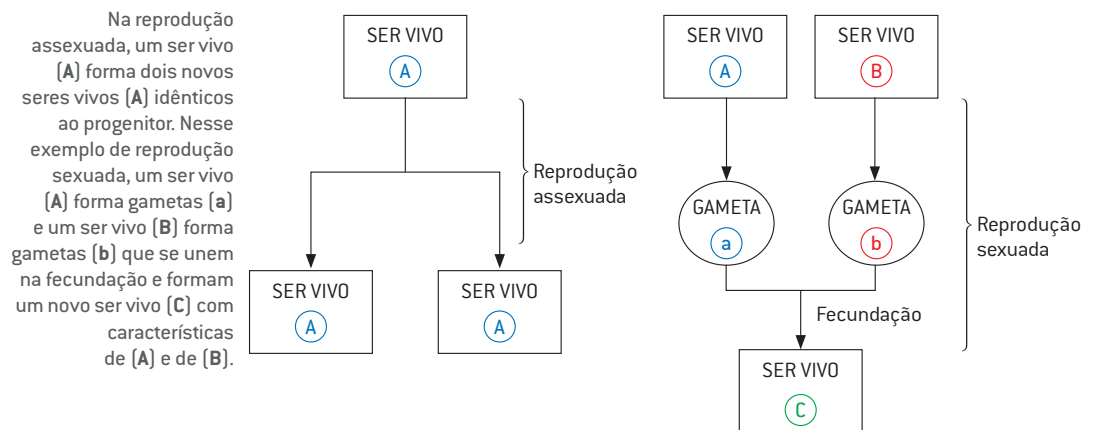 Na reprodução
assexuada, um ser vivo
(A) forma dois novos
seres vivos (A) idênticos
ao progenitor. Nesse
exemplo de reprodução
sexuada, um ser vivo
(A) forma gametas (a)
e um ser vivo (B) forma
gametas (b) que se unem
na fecundação e formam
um novo ser vivo (C) com
características
de (A) e de (B).
SER VIVO
A
Reprodução
assexuada
SER VIVO
A
SER VIVO
A
SER VIVO
A
SER VIVO
B
GAMETA
a
GAMETA
b
Reprodução
sexuada
Fecundação
SER VIVO
C